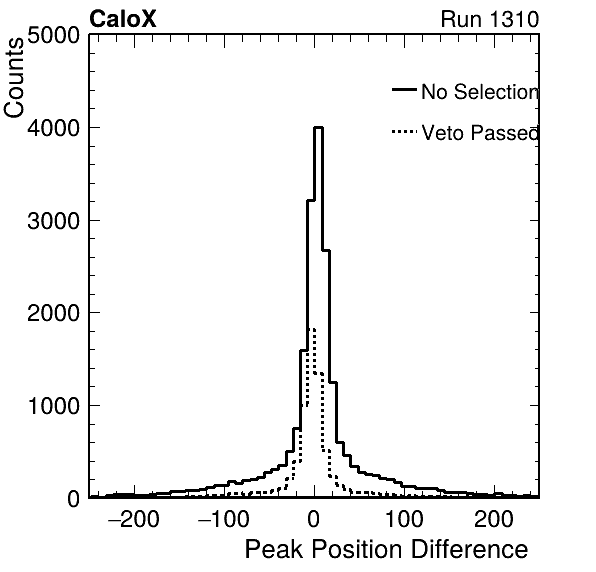 CaloX Run 1310
Counts
5000
4000
3000
2000
1000
0
No Selection
Veto Passed
−200 −100 0 100 200
Peak Position Difference